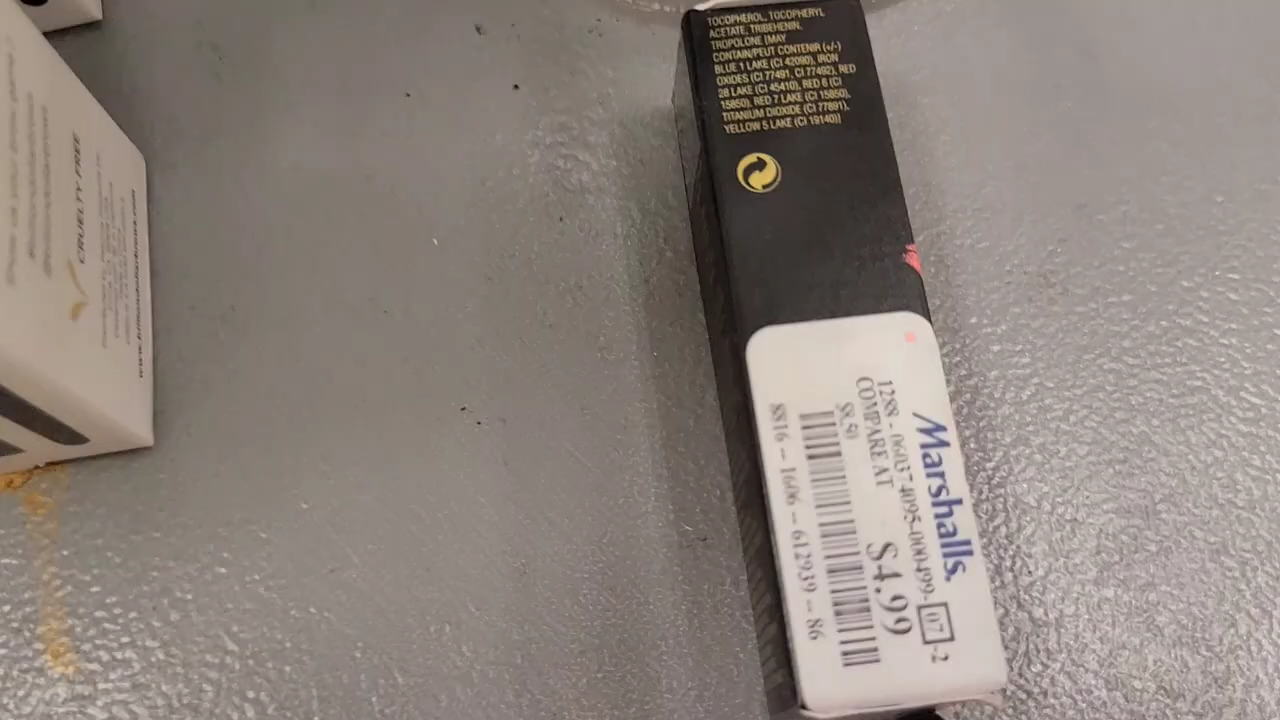 TOCOPHEROL, TOCOPHERYL
ACETATE, TRIBEHENIN,
TROPOLONE [MAY
CONTAIN/PEUT CONTENIR (+/-)
BLUE 1 LAKE (CI 42090), IRON
OXIDES (CI 77491, CI 77492), RED
28 LAKE (CI 45410), RED 6 (CI
15850), RED 7 LAKE (CI 15850),
TITANIUM DIOXIDE (CI 77891),
YELLOW 5 LAKE (CI 19140)]
Marshalls.
1288 - 06037 4095-000499- 07 -2
COMPARE AT
$8.50
$4.99
8816 - 1606 - 612939 - 86
CRUELTY FREE